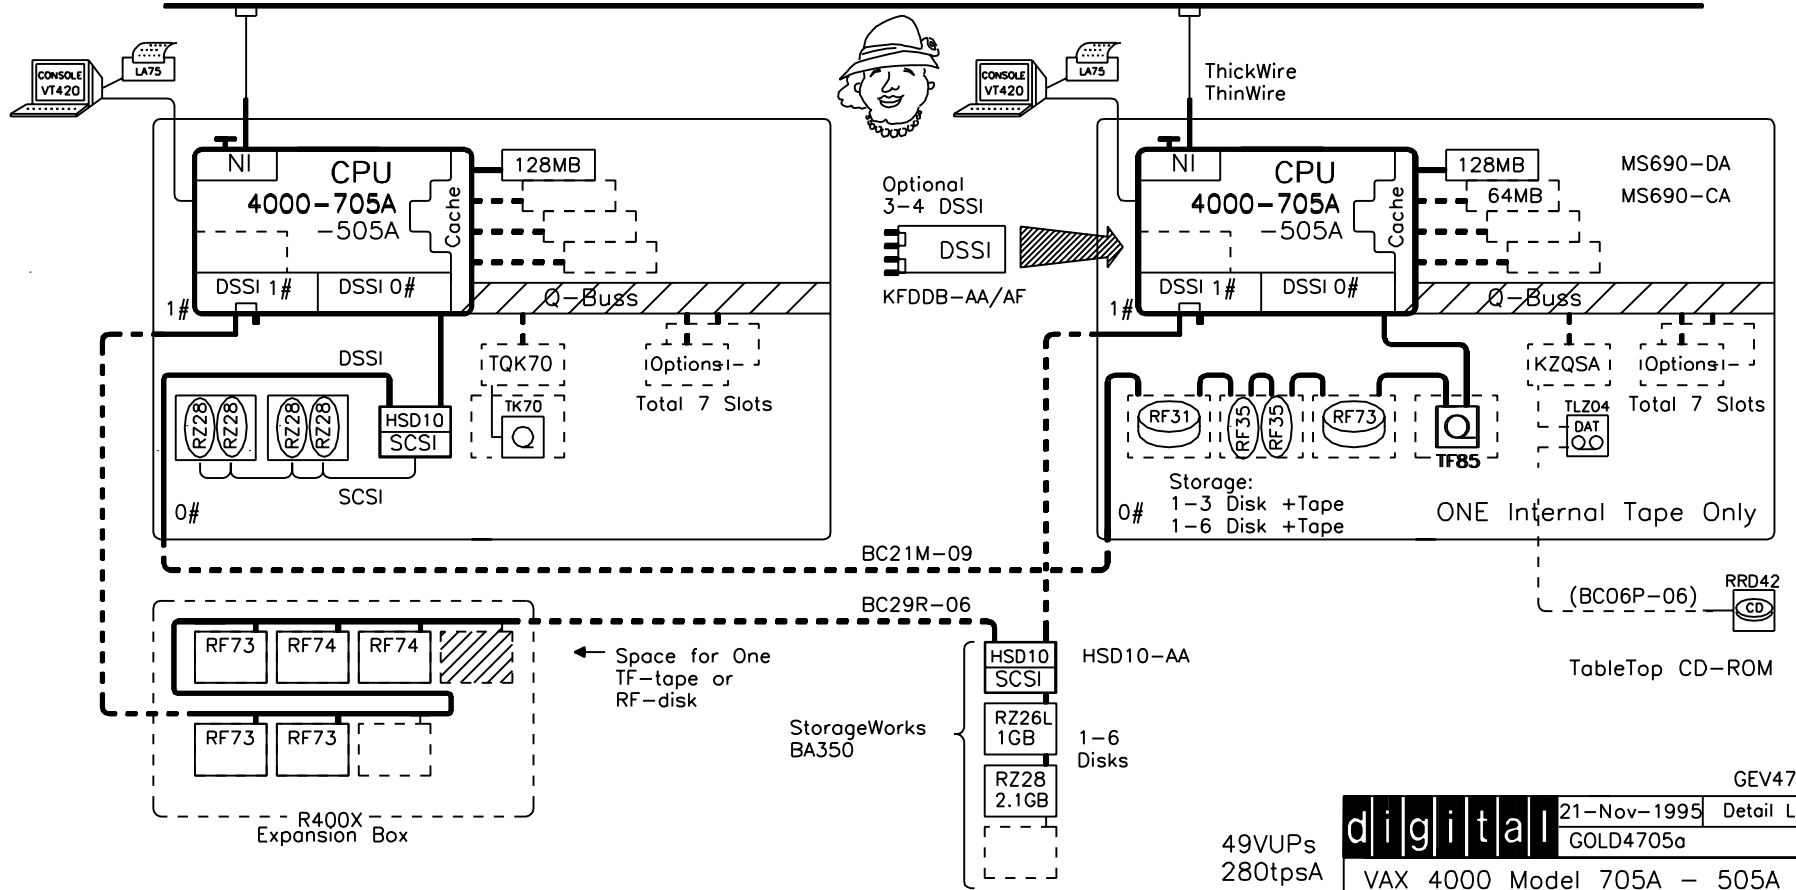 CONSOLE
VT420
LA75
CONSOLE
VT420
LA75
ThickWire
ThinWire
NI
CPU
4000-705A
-505A
Cache
128MB
DSSI 1#
DSSI 0#
1#
Q-Buss
Optional
3-4 DSSI
DSSI
KFDDB-AA/AF
NI
CPU
4000-705A
-505A
Cache
128MB
64MB
MS690-DA
MS690-CA
DSSI 1#
DSSI 0#
1#
Q-Buss
DSSI
TQK70
Options
Total 7 Slots
RZ28
RZ28
RZ28
RZ28
HSD10
SCSI
TK70
SCSI
0#
KZQSA
Options
Total 7 Slots
RF31
RF35
RF35
RF73
TF85
TLZ04
DAT
Storage:
1-3 Disk +Tape
1-6 Disk +Tape
0#
ONE Internal Tape Only
BC21M-09
BC29R-06
(BC06P-06)
RRD42
CD
TableTop CD-ROM
RF73
RF74
RF74
Space for One
TF-tape or
RF-disk
RF73
RF73
R400X
Expansion Box
HSD10
SCSI
HSD10-AA
StorageWorks
BA350
RZ26L
1GB
1-6
Disks
RZ28
2.1GB
49VUPs
280tpsA
GEV47
digital
21-Nov-1995
Detail L
GOLD4705a
VAX 4000 Model 705A - 505A